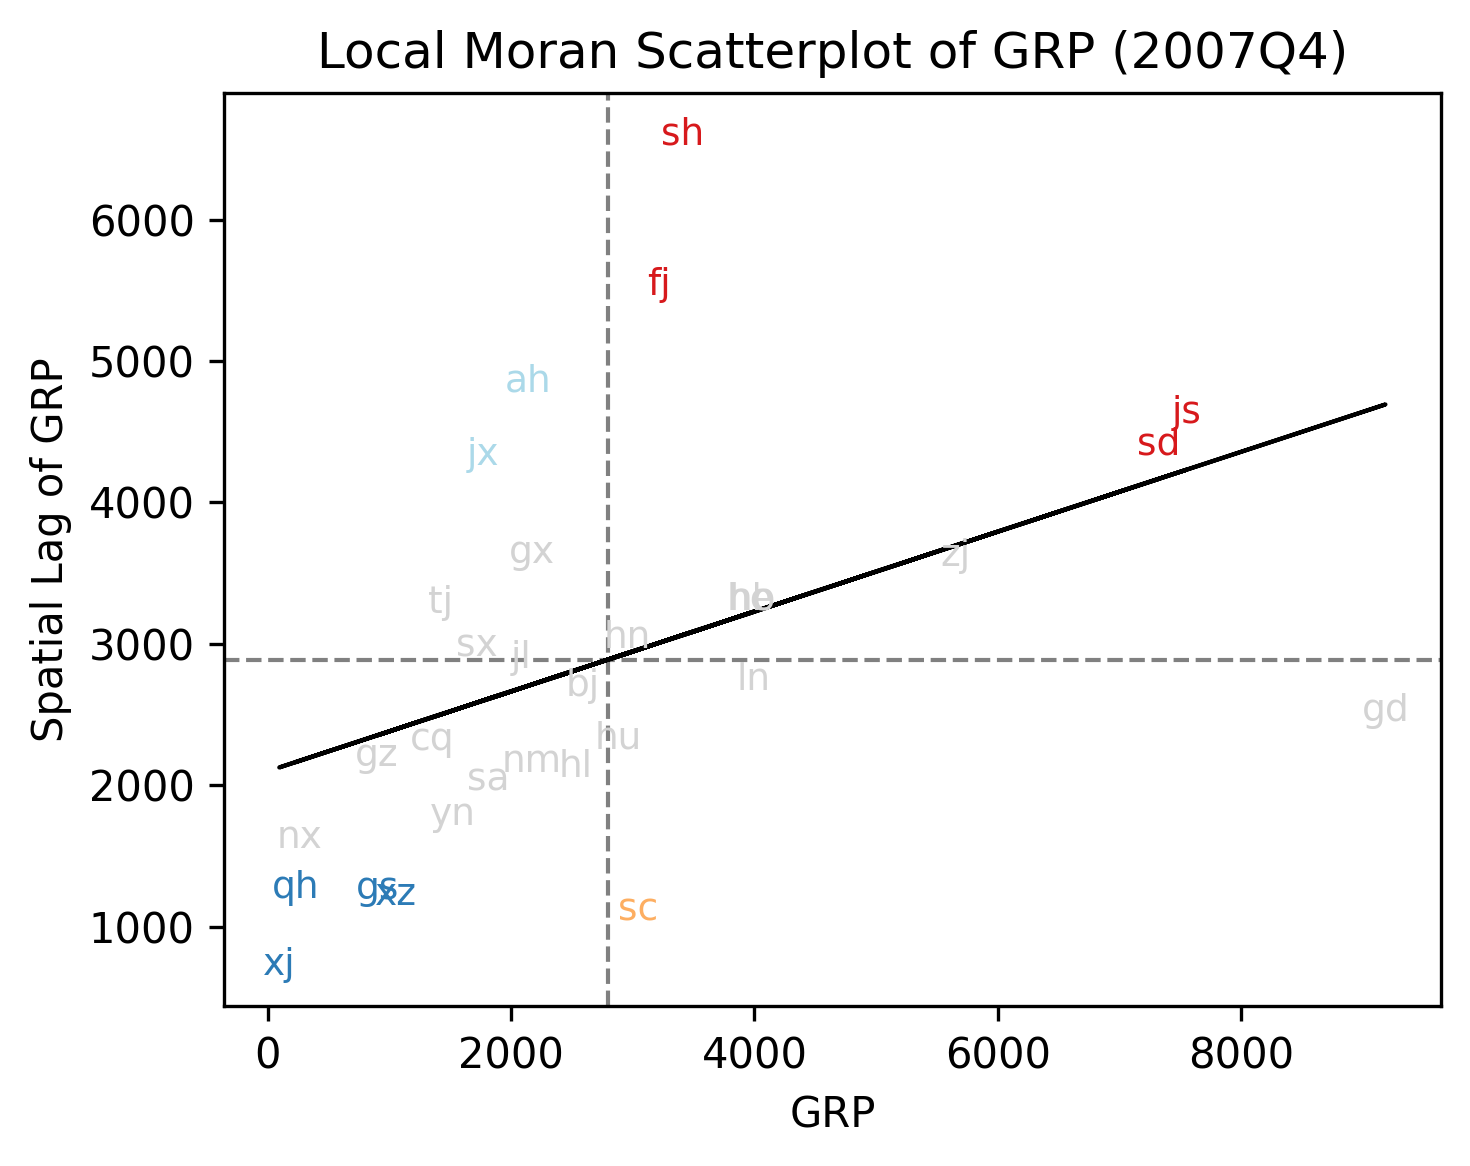 Local Moran Scatterplot of GRP (2007Q4)
Spatial Lag of GRP
6000
5000
4000
3000
2000
1000
sh
fj
ah
js
sd
jx
gx
zj
tj
hn
sx
jl
ln
bj
gd
hu
cq
gz
nm
hl
sa
yn
nx
qh
gs
xz
sc
xj
0
2000
4000
6000
8000
GRP